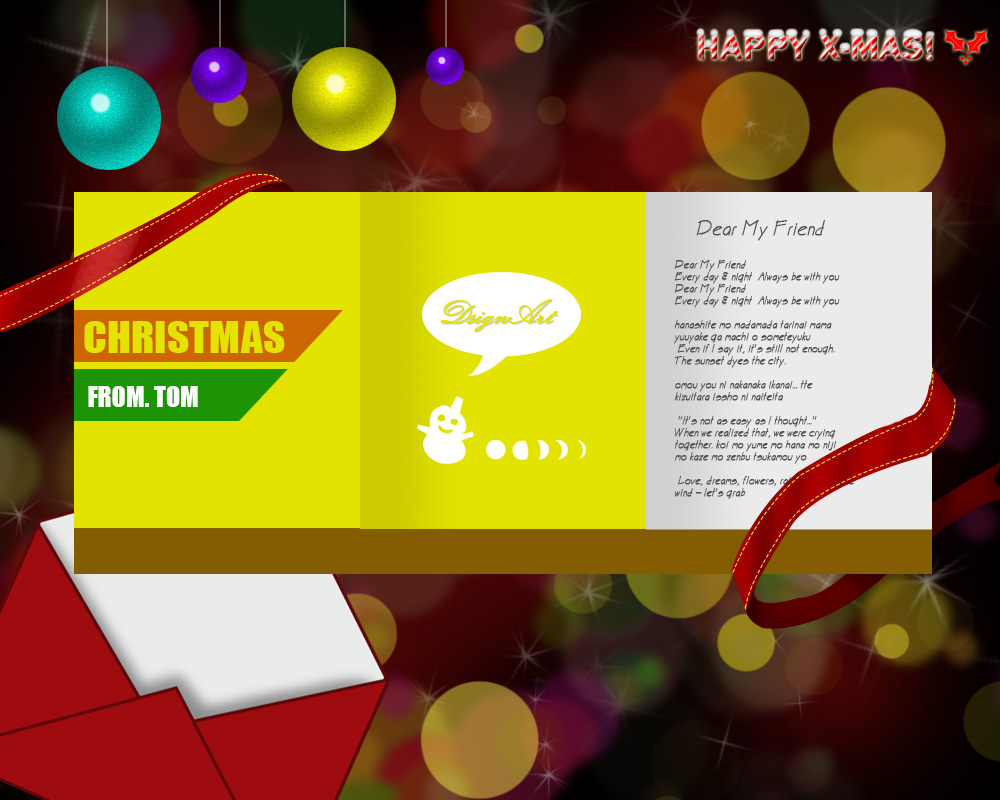 HAPPY X-MAS!
CHRISTMAS
FROM. TOM
DsignArt
Dear My Friend
Dear My Friend
Every day & night Always be with you
Dear My Friend
Every day & night Always be with you
hanashite mo madamada tarinai mama
yuuyake ga machi o someteyuku
Even if I say it, it's still not enough.
The sunset dyes the city.
omou you ni nakanaka ikanai... tte
kizuitara issho ni naiteita
"It's not as easy as I thought..."
When we realized that, we were crying
together. koi mo yume mo hana mo niji
mo kaze mo zenbu tsukamou yo
Love, dreams, flowers,
wind - let's grab